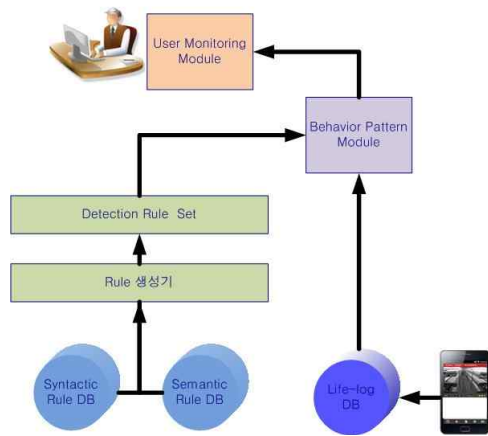 User Monitoring
Module
Behavior Pattern
Module
Detection Rule Set
Rule 생성기
Syntactic
Rule DB
Semantic
Rule DB
Life-log
DB